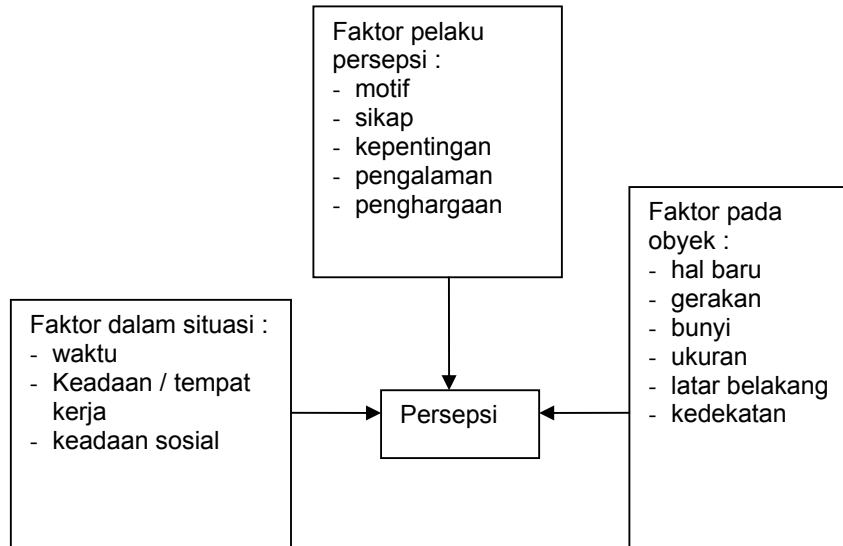 Faktor pelaku
persepsi :
- motif
- sikap
- kepentingan
- pengalaman
- penghargaan
Faktor dalam situasi :
- waktu
- Keadaan / tempat
kerja
- keadaan sosial
Persepsi
Faktor pada
obyek :
- hal baru
- gerakan
- bunyi
- ukuran
- latar belakang
- kedekatan